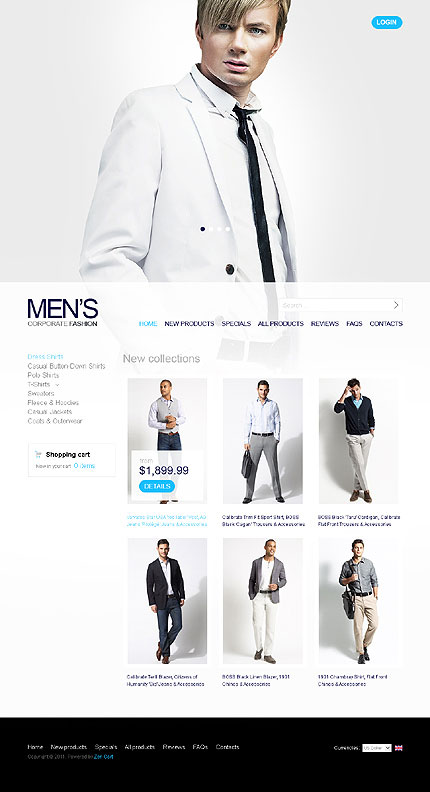 LOGIN
MEN'S
CORPORATE FASHION
Search...
HOME NEW PRODUCTS SPECIALS ALL PRODUCTS REVIEWS FAQS CONTACTS
Dress Shirts
Casual Button-Down Shirts
Polo Shirts
T-Shirts
Sweaters
Fleece & Hoodies
Casual Jackets
Coats & Outerwear
Shopping cart
Now in your cart 0 items
New collections
from
$1,899.99
DETAILS
Jeans & Accessories
Calibrate Trim Fit Sport Shirt, BOSS
Black 'Cagan' Trousers & Accessories
BOSS Black 'Taru' Cardigan, Calibrate
Flat Front Trousers & Accessories
Calibrate Twill Blazer, Citizens of
Humanity 'Sid' Jeans & Accessories
BOSS Black Linen Blazer, 1901
Chinos & Accessories
1901 Chambray Shirt, Flat Front
Chinos & Accessories
Home New products Specials All products Reviews FAQs Contacts
Copyright © 2011. Powered by Zen Cart
Currencies: US Dollar